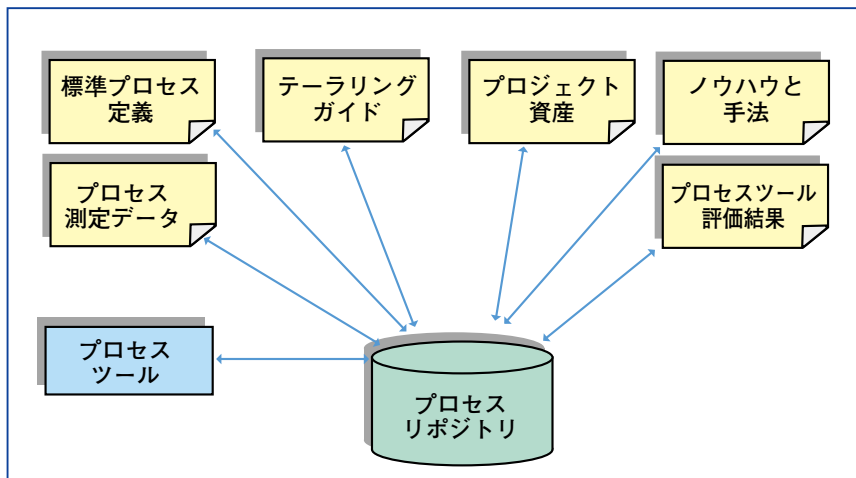 標準プロセス
定義
テーラリング
ガイド
プロジェクト
資産
ノウハウと
手法
プロセス
測定データ
プロセスツール
評価結果
プロセス
ツール
プロセス
リポジトリ